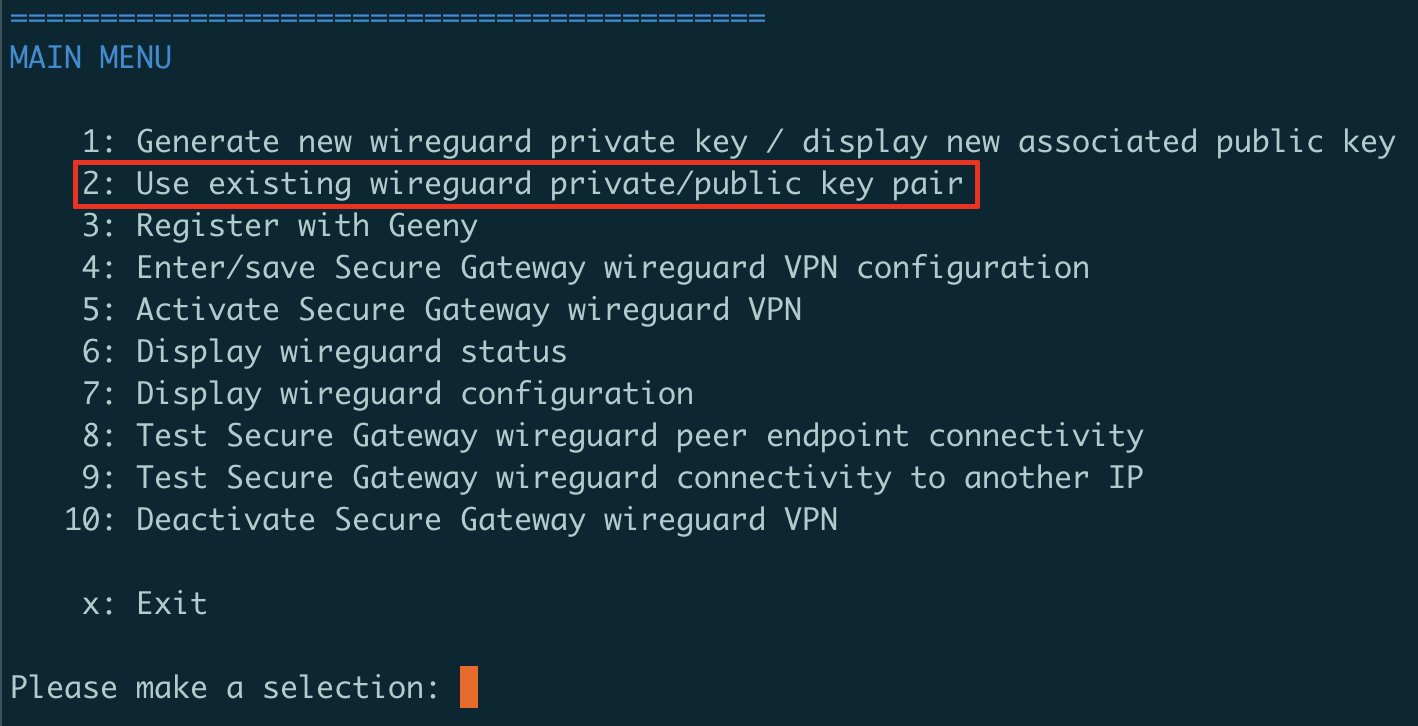 ==========================================
MAIN MENU
1: Generate new wireguard private key / display new associated public key
2: Use existing wireguard private/public key pair
3: Register with Geeny
4: Enter/save Secure Gateway wireguard VPN configuration
5: Activate Secure Gateway wireguard VPN
6: Display wireguard status
7: Display wireguard configuration
8: Test Secure Gateway wireguard peer endpoint connectivity
9: Test Secure Gateway wireguard connectivity to another IP
10: Deactivate Secure Gateway wireguard VPN
x: Exit
Please make a selection: